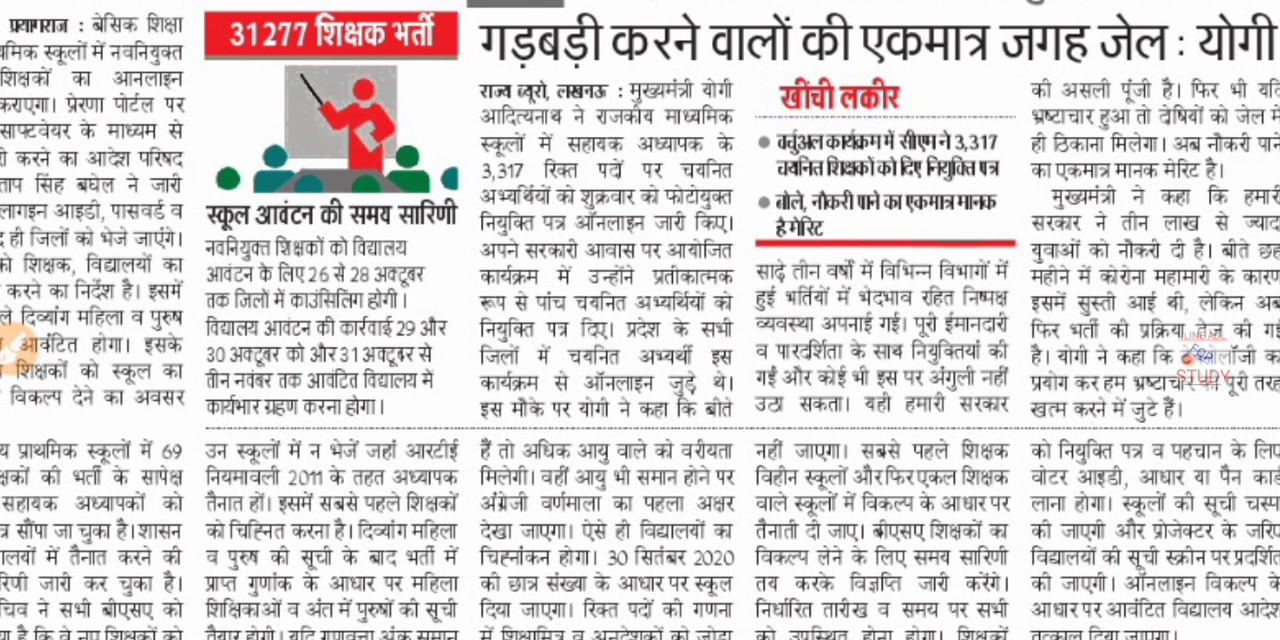 प्रयागराज : बेसिक शिक्षा
थमिक स्कूलों में नवनियुक्त
शिक्षकों का आनलाइन
कराएगा। प्रेरणा पोर्टल पर
साफ्टवेयर के माध्यम से
री करने का आदेश परिषद
ताप सिंह बघेल ने जारी
लागइन आइडी, पासवर्ड व
द ही जिलों को भेजे जाएंगे।
को शिक्षक, विद्यालयों का
करने का निर्देश है। इसमें
ले दिव्यांग महिला व पुरुष
आवंटित होगा। इसके
शिक्षकों को स्कूल का
विकल्प देने का अवसर
31277 शिक्षक भर्ती
स्कूल आवंटन की समय सारिणी
नवनियुक्त शिक्षकों को विद्यालय
आवंटन के लिए 26 से 28 अक्टूबर
तक जिलों में काउंसिलिंग होगी।
विद्यालय आवंटन की कार्रवाई 29 और
30 अक्टूबर को और 31 अक्टूबर से
तीन नवंबर तक आवंटित विद्यालय में
कार्यभार ग्रहण करना होगा।
गड़बड़ी करने वालों की एकमात्र जगह जेल : योगी
राज्य ब्यूरो, लखनऊ : मुख्यमंत्री योगी
आदित्यनाथ ने राजकीय माध्यमिक
स्कूलों में सहायक अध्यापक के
3,317 रिक्त पदों पर चयनित
अभ्यर्थियों को शुक्रवार को फोटोयुक्त
नियुक्ति पत्र ऑनलाइन जारी किए।
अपने सरकारी आवास पर आयोजित
कार्यक्रम में उन्होंने प्रतीकात्मक
रूप से पांच चयनित अभ्यर्थियों को
नियुक्ति पत्र दिए। प्रदेश के सभी
जिलों में चयनित अभ्यर्थी इस
कार्यक्रम से ऑनलाइन जुड़े थे।
इस मौके पर योगी ने कहा कि बीते
खींची लकीर
● वर्चुअल कार्यक्रम में सीएम ने 3,317
चयनित शिक्षकों को दिए नियुक्ति पत्र
● बोले, नौकरी पाने का एकमात्र मानक
है मेरिट
साढ़े तीन वर्षों में विभिन्न विभागों में
हुई भर्तियों में भेदभाव रहित निष्पक्ष
व्यवस्था अपनाई गई। पूरी ईमानदारी
व पारदर्शिता के साथ नियुक्तियां की
गईं और कोई भी इस पर अंगुली नहीं
उठा सकता। यही हमारी सरकार
की असली पूंजी है। फिर भी यदि
भ्रष्टाचार हुआ तो दोषियों को जेल में
ही ठिकाना मिलेगा। अब नौकरी पाने
का एकमात्र मानक मेरिट है।
मुख्यमंत्री ने कहा कि हमारी
सरकार ने तीन लाख से ज्यादा
युवाओं को नौकरी दी है। बीते छह
महीने में कोरोना महामारी के कारण
इसमें सुस्ती आई थी, लेकिन अब
फिर भर्ती की प्रक्रिया तेज की गई
है। योगी ने कहा कि
प्रयोग कर हम भ्रष्टाचार पूरी तरह
खत्म करने में जुटे हैं।
STUDY
य प्राथमिक स्कूलों में 69
क्षकों की भर्ती के सापेक्ष
सहायक अध्यापकों को
त्र सौंपा जा चुका है। शासन
ालयों में तैनात करने की
रिणी जारी कर चुका है।
चिव ने सभी बीएसए को
या है कि वे नए शिक्षकों को
उन स्कूलों में न भेजें जहां आरटीई
नियमावली 2011 के तहत अध्यापक
तैनात हों। इसमें सबसे पहले शिक्षकों
को चिह्नित करना है। दिव्यांग महिला
व पुरुष की सूची के बाद भर्ती में
प्राप्त गुणांक के आधार पर महिला
शिक्षिकाओं व अंत में पुरुषों की सूची
तैयार होगी। यदि गुणवत्ता अंक समान
हैं तो अधिक आयु वाले को वरीयता
मिलेगी। वहीं आयु भी समान होने पर
अंग्रेजी वर्णमाला का पहला अक्षर
देखा जाएगा। ऐसे ही विद्यालयों का
चिह्नांकन होगा। 30 सितंबर 2020
की छात्र संख्या के आधार पर स्कूल
दिया जाएगा। रिक्त पदों की गणना
में शिक्षामित्र व अनुदेशकों को जोड़ा
नहीं जाएगा। सबसे पहले शिक्षक
विहीन स्कूलों और फिर एकल शिक्षक
वाले स्कूलों में विकल्प के आधार पर
तैनाती दी जाए। बीएसए शिक्षकों का
विकल्प लेने के लिए समय सारिणी
तय करके विज्ञप्ति जारी करेंगे।
निर्धारित तारीख व समय पर सभी
को उपस्थित होना होगा। शिक्षकों
को नियुक्ति पत्र व पहचान के लिए
वोटर आइडी, आधार या पैन कार्ड
लाना होगा। स्कूलों की सूची चस्पा
की जाएगी और प्रोजेक्टर के जरिए
विद्यालयों की सूची स्क्रीन पर प्रदर्शित
की जाएगी। ऑनलाइन विकल्प के
आधार पर आवंटित विद्यालय आदेश
तत्काल दिया जाएगा।